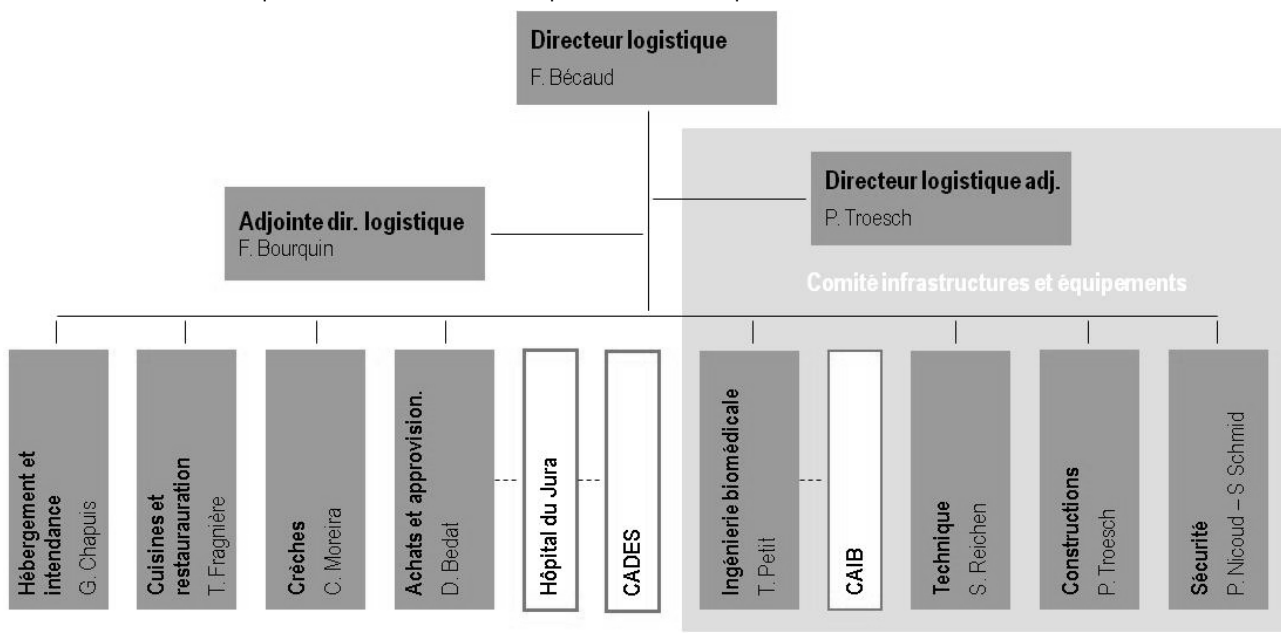 Directeur logistique
F. Bécaud
Directeur logistique adj.
P. Troesch
Adjointe dir. logistique
F. Bourquin
Comité infrastructures et équipements
Hébergement et
intendance
G. Chapuis
Cuisines et
restaurauration
T. Fragnière
Crèches
C. Moreira
Achats et approvision.
D. Bedat
Hôpital du Jura
CADES
Ingénierie biomédicale
T. Petit
CAIB
Technique
S. Reichen
Constructions
P. Troesch
Sécurité
P. Nicoud – S Schmid